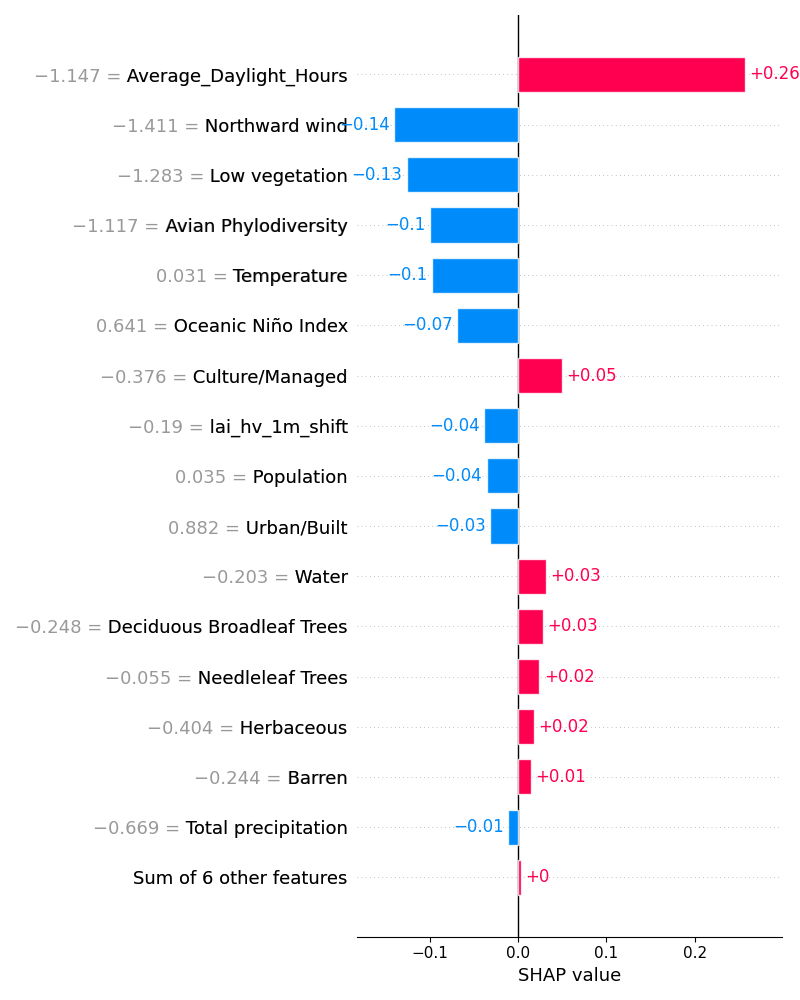 −1.147 = Average_Daylight_Hours +0.26
−1.411 = Northward wind −0.14
−1.283 = Low vegetation −0.13
−1.117 = Avian Phylodiversity −0.1
0.031 = Temperature −0.1
0.641 = Oceanic Niño Index −0.07
−0.376 = Culture/Managed +0.05
−0.19 = lai_hv_1m_shift −0.04
0.035 = Population −0.04
0.882 = Urban/Built −0.03
−0.203 = Water +0.03
−0.248 = Deciduous Broadleaf Trees +0.03
−0.055 = Needleleaf Trees +0.02
−0.404 = Herbaceous +0.02
−0.244 = Barren +0.01
−0.669 = Total precipitation −0.01
Sum of 6 other features +0
−0.1 0.0 0.1 0.2
SHAP value